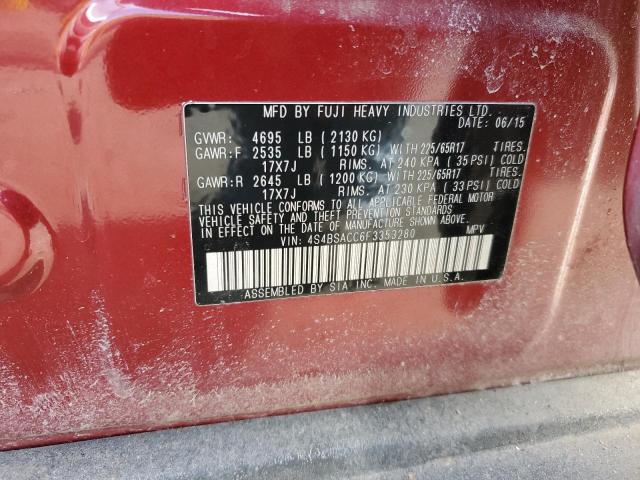 MFD BY FUJI HEAVY INDUSTRIES LTD.
DATE: 06/15
GVWR: 4695 LB ( 2130 KG)
GAWR:F 2535 LB ( 1150 KG) WITH 225/65R17 TIRES.
17X7J RIMS. AT 240 KPA ( 35 PSI) COLD
GAWR:R 2645 LB ( 1200 KG) WITH 225/65R17 TIRES.
17X7J RIMS. AT 230 KPA ( 33 PSI) COLD
THIS VEHICLE CONFORMS TO ALL APPLICABLE FEDERAL MOTOR
VEHICLE SAFETY AND THEFT PREVENTION STANDARDS
IN EFFECT ON THE DATE OF MANUFACTURE SHOWN ABOVE.
VIN: 4S4BSACC6F3353280 MPV
ASSEMBLED BY SIA INC. MADE IN U.S.A.